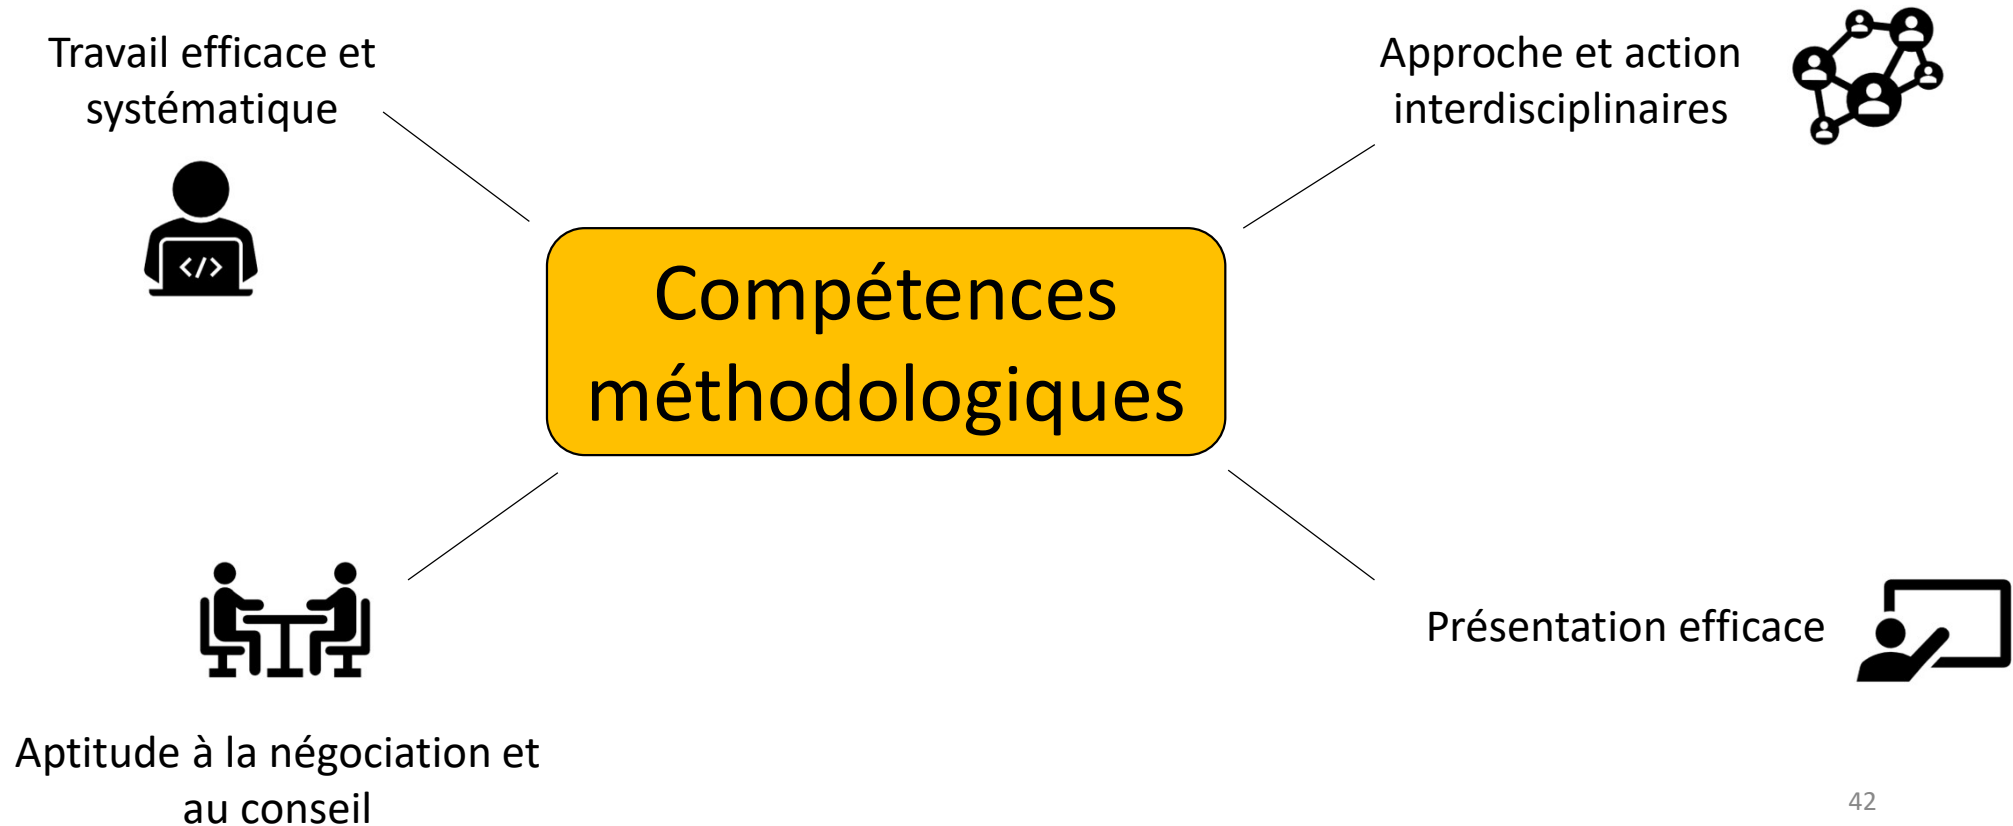 Travail efficace et
systématique
Approche et action
interdisciplinaires
</>
Compétences
méthodologiques
Présentation efficace
Aptitude à la négociation et
au conseil
42